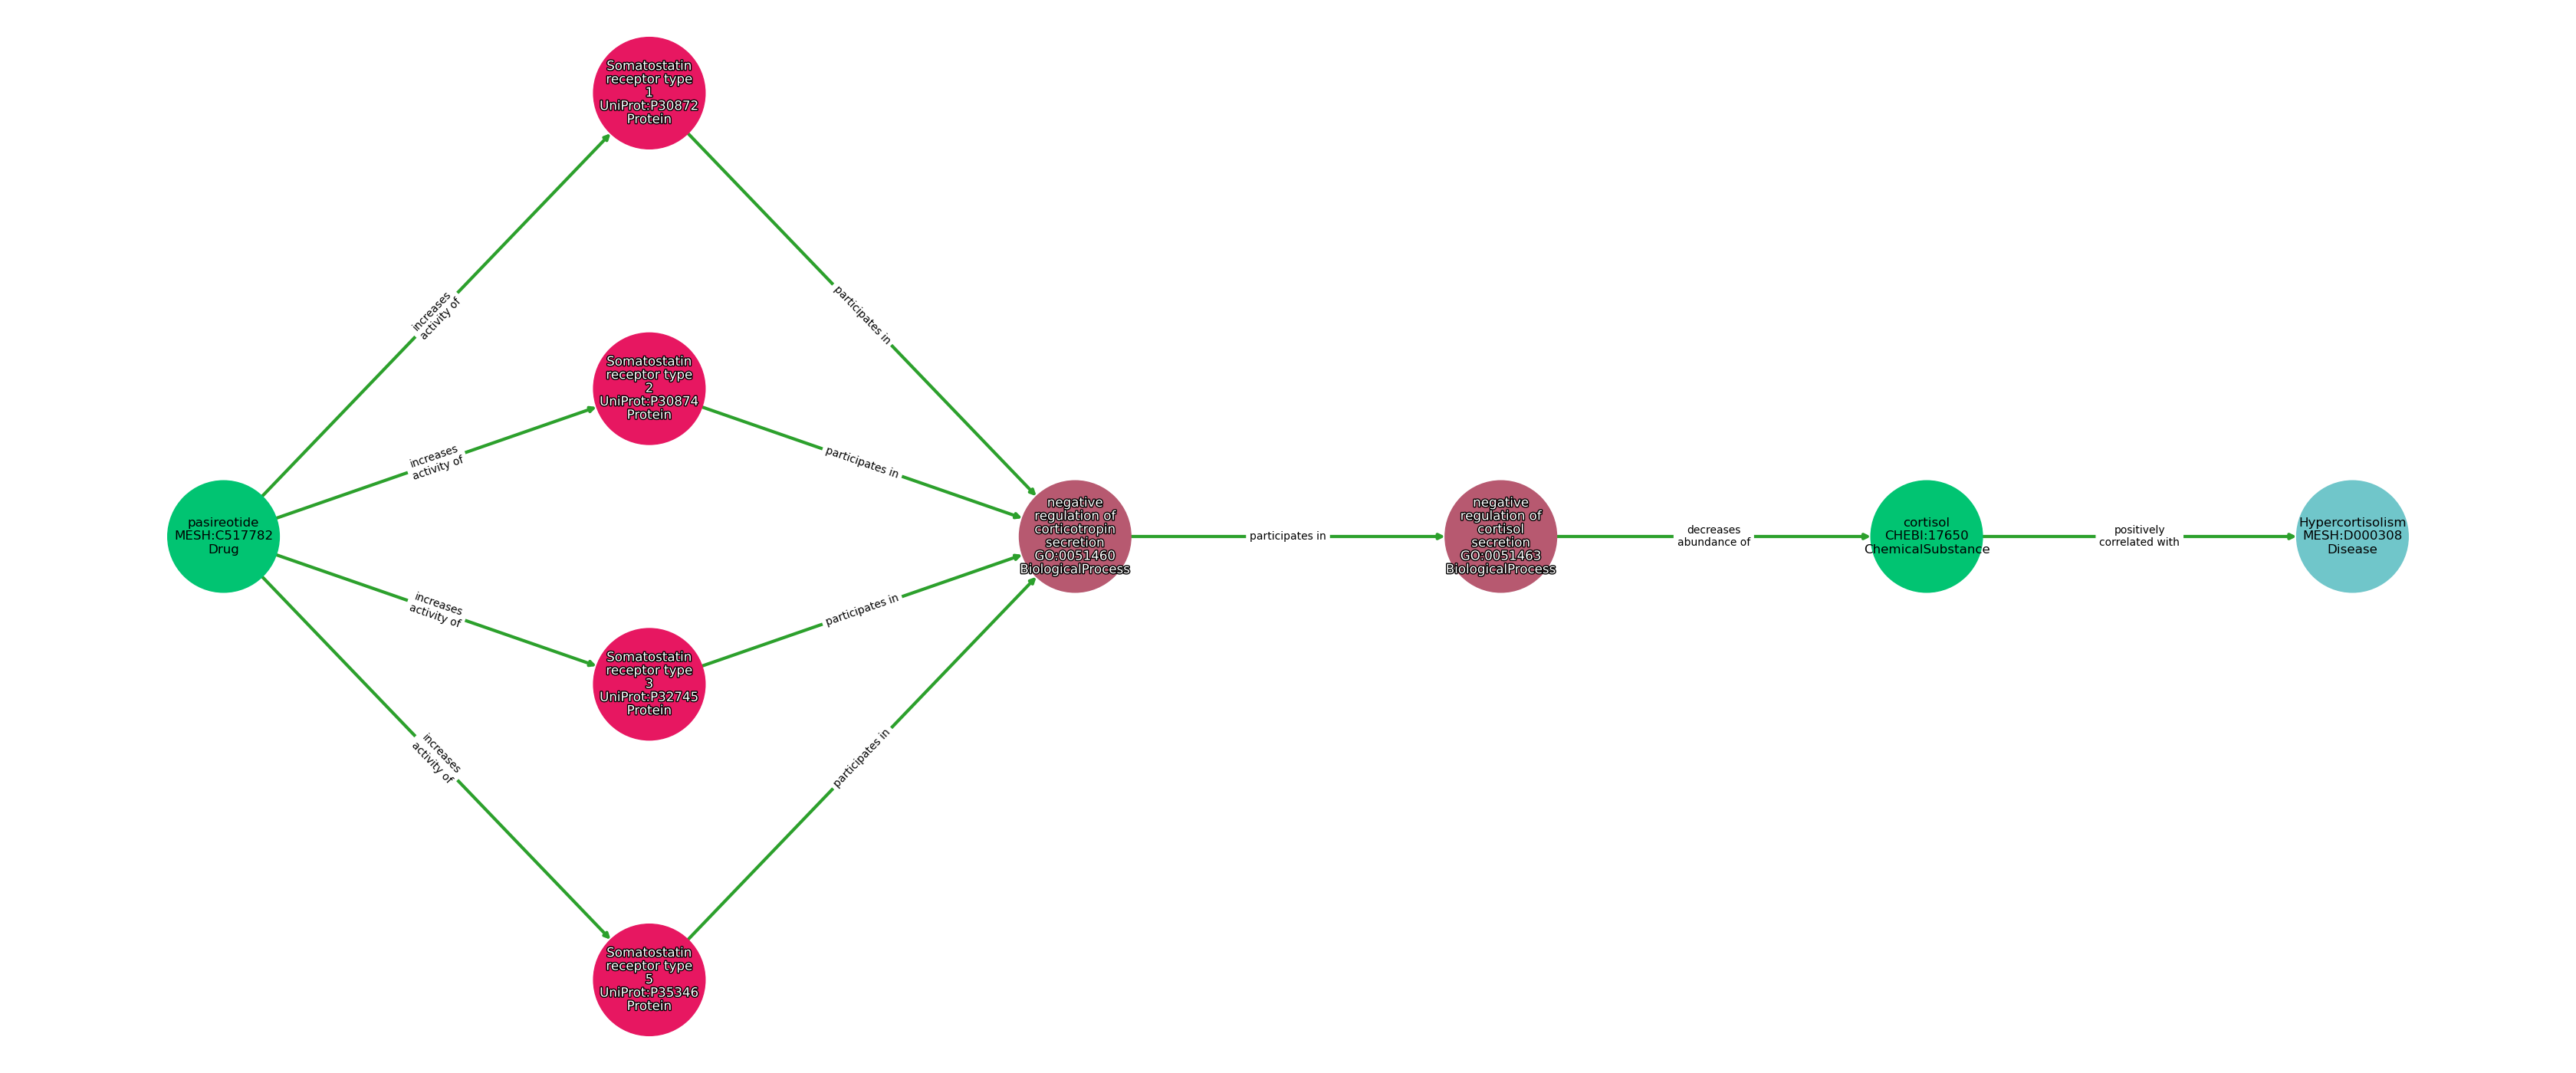 pasireotide
MESH:C517782
Drug
increases
activity of
increases
activity of
increases
activity of
increases
activity of
Somatostatin
receptor type
1
UniProt:P30872
Protein
Somatostatin
receptor type
2
UniProt:P30874
Protein
Somatostatin
receptor type
3
UniProt:P32745
Protein
Somatostatin
receptor type
5
UniProt:P35346
Protein
participates in
participates in
participates in
participates in
negative
regulation of
corticotropin
secretion
GO:0051460
BiologicalProcess
participates in
negative
regulation of
cortisol
secretion
GO:0051463
BiologicalProcess
decreases
abundance of
cortisol
CHEBI:17650
ChemicalSubstance
positively
correlated with
Hypercortisolism
MESH:D000308
Disease